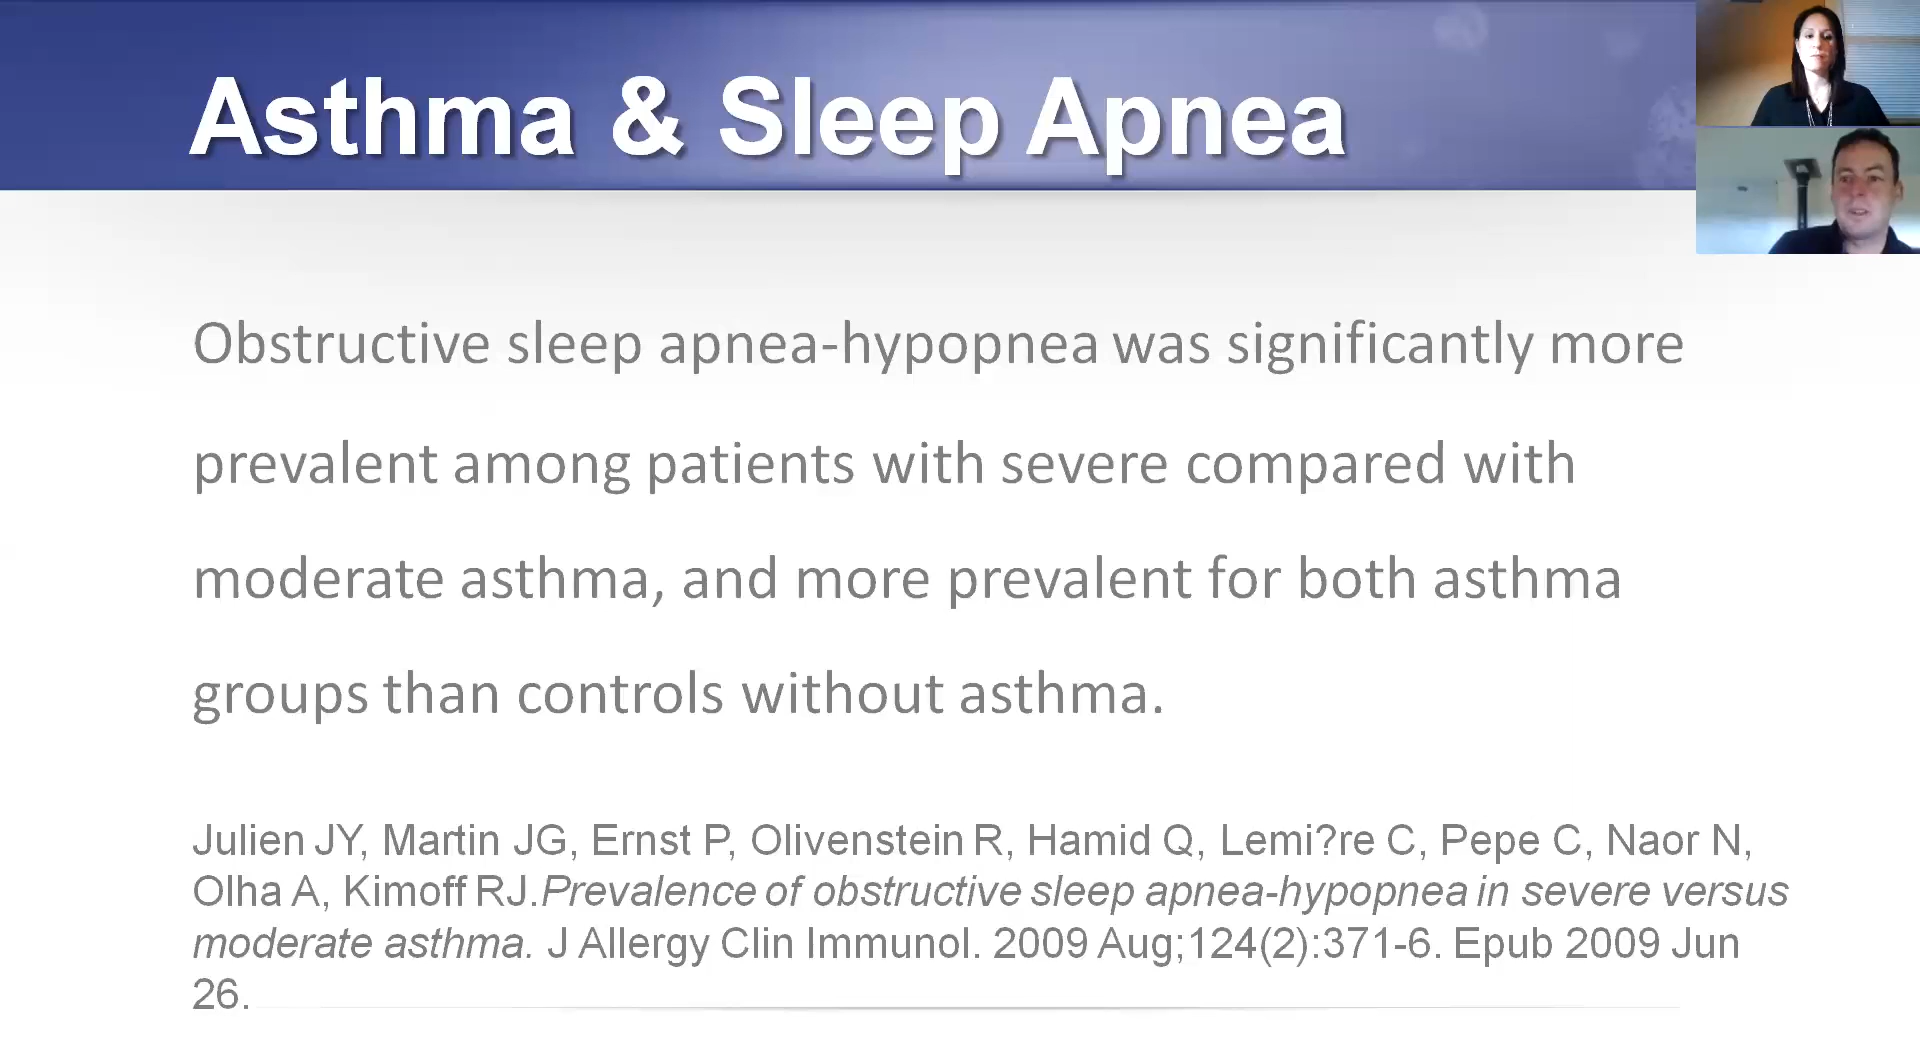 Asthma & Sleep Apnea
Obstructive sleep apnea-hypopnea was significantly more
prevalent among patients with severe compared with
moderate asthma, and more prevalent for both asthma
groups than controls without asthma.
Julien JY, Martin JG, Ernst P, Olivenstein R, Hamid Q, Lemi?re C, Pepe C, Naor N,
Olha A, Kimoff RJ.Prevalence of obstructive sleep apnea-hypopnea in severe versus
moderate asthma. J Allergy Clin Immunol. 2009 Aug;124(2):371-6. Epub 2009 Jun
26.